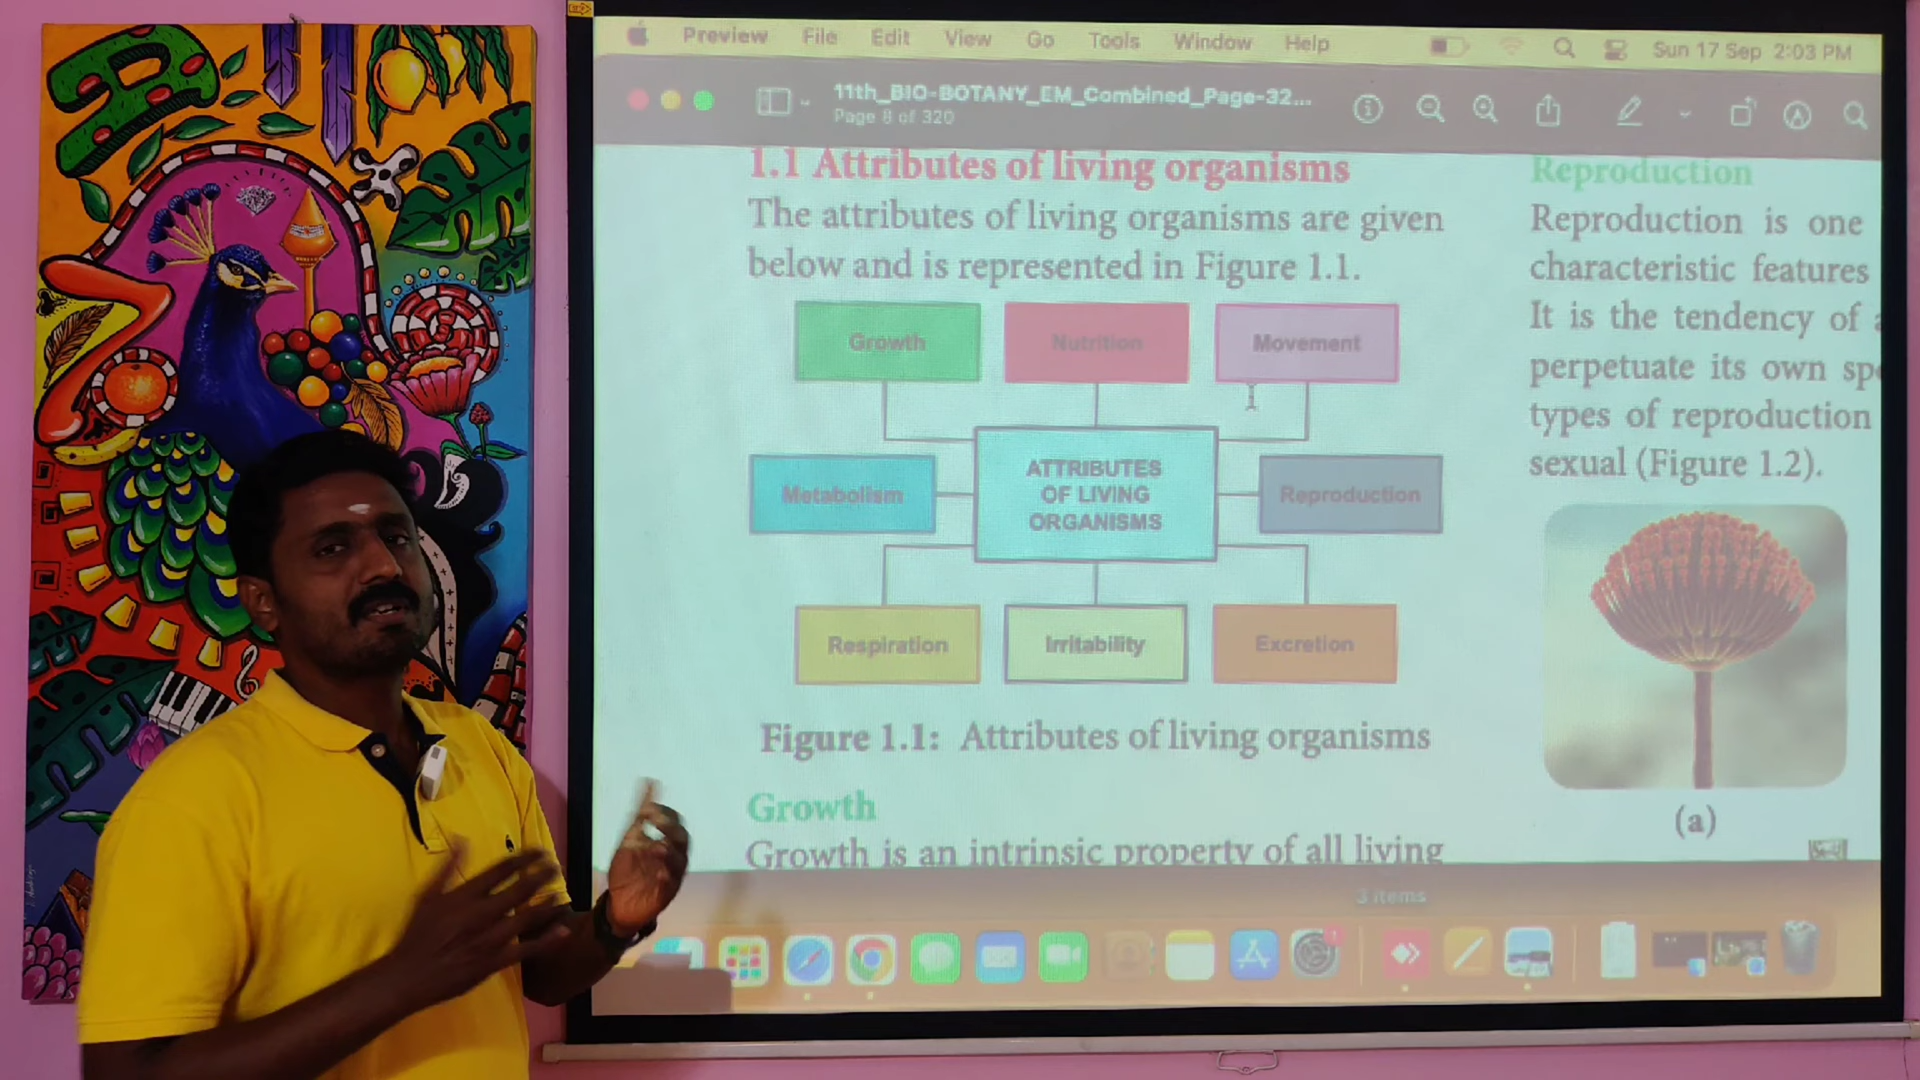 Preview File Edit View Go Tools Window Help Sun 17 Sep 2:03 PM
11th_BIO-BOTANY_EM_Combined_Page-32...
Page 8 of 320
1.1 Attributes of living organisms
The attributes of living organisms are given
below and is represented in Figure 1.1.
Growth
Nutrition
Movement
Metabolism
ATTRIBUTES
OF LIVING
ORGANISMS
Reproduction
Respiration
Irritability
Excretion
Figure 1.1: Attributes of living organisms
Growth
Growth is an intrinsic property of all living
Reproduction
Reproduction is one
characteristic features
It is the tendency of
perpetuate its own
types of reproduction
sexual (Figure 1.2).
(a)
3 items